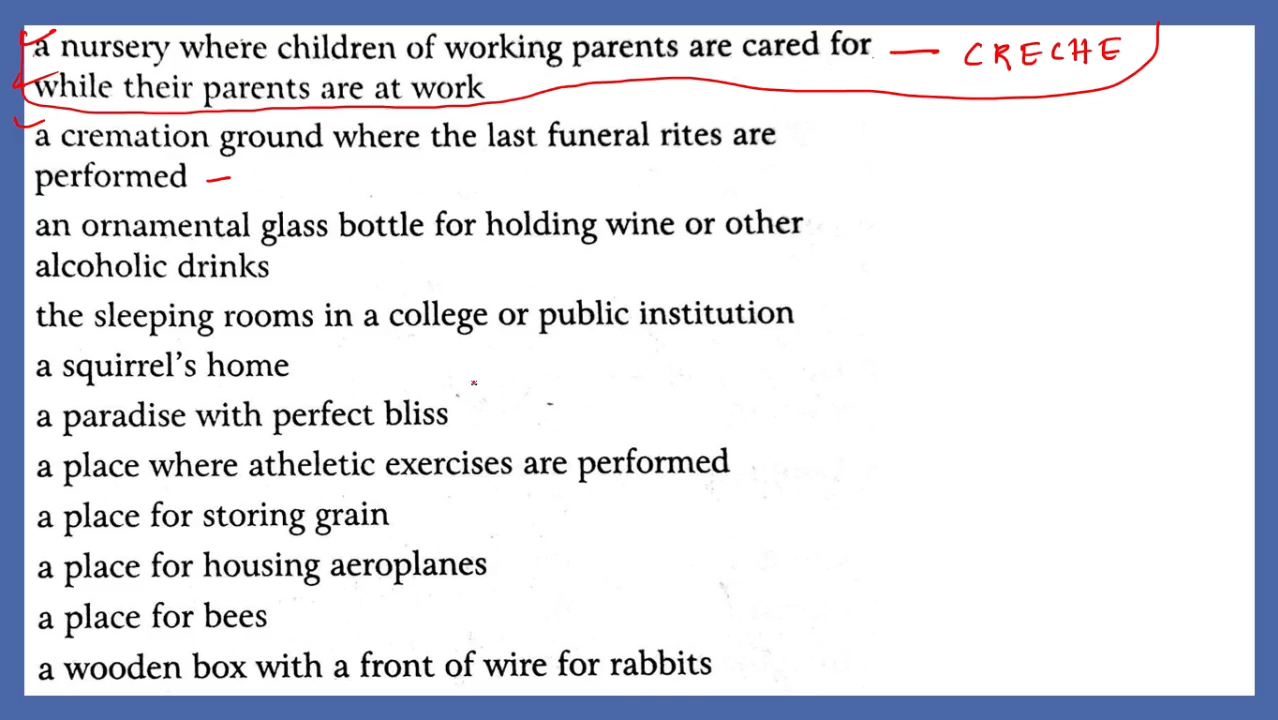 a nursery where children of working parents are cared for — CRECHE
while their parents are at work
a cremation ground where the last funeral rites are
performed –
an ornamental glass bottle for holding wine or other
alcoholic drinks
the sleeping rooms in a college or public institution
a squirrel's home
a paradise with perfect bliss
a place where atheletic exercises are performed
a place for storing grain
a place for housing aeroplanes
a place for bees
a wooden box with a front of wire for rabbits